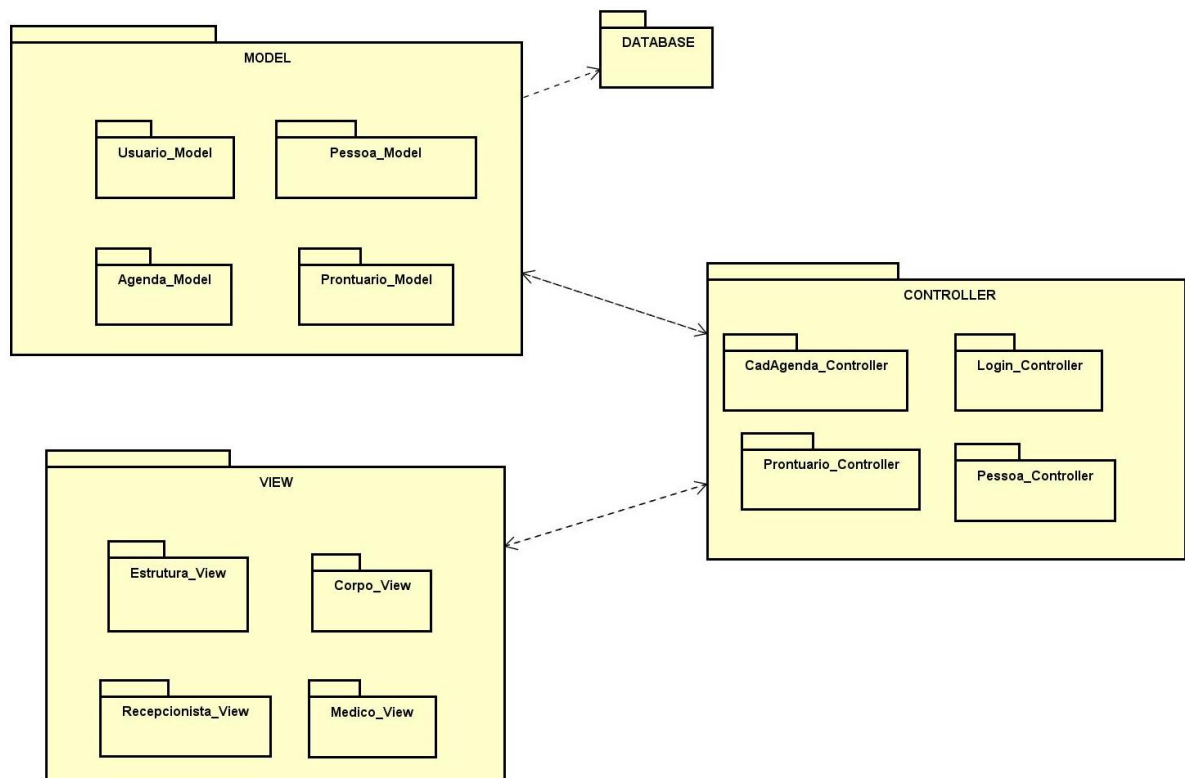 MODEL
DATABASE
Usuario_Model
Pessoa_Model
Agenda_Model
Prontuario_Model
CONTROLLER
CadAgenda_Controller
Login_Controller
Prontuario_Controller
Pessoa_Controller
VIEW
Estrutura_View
Corpo_View
Recepcionista_View
Medico_View